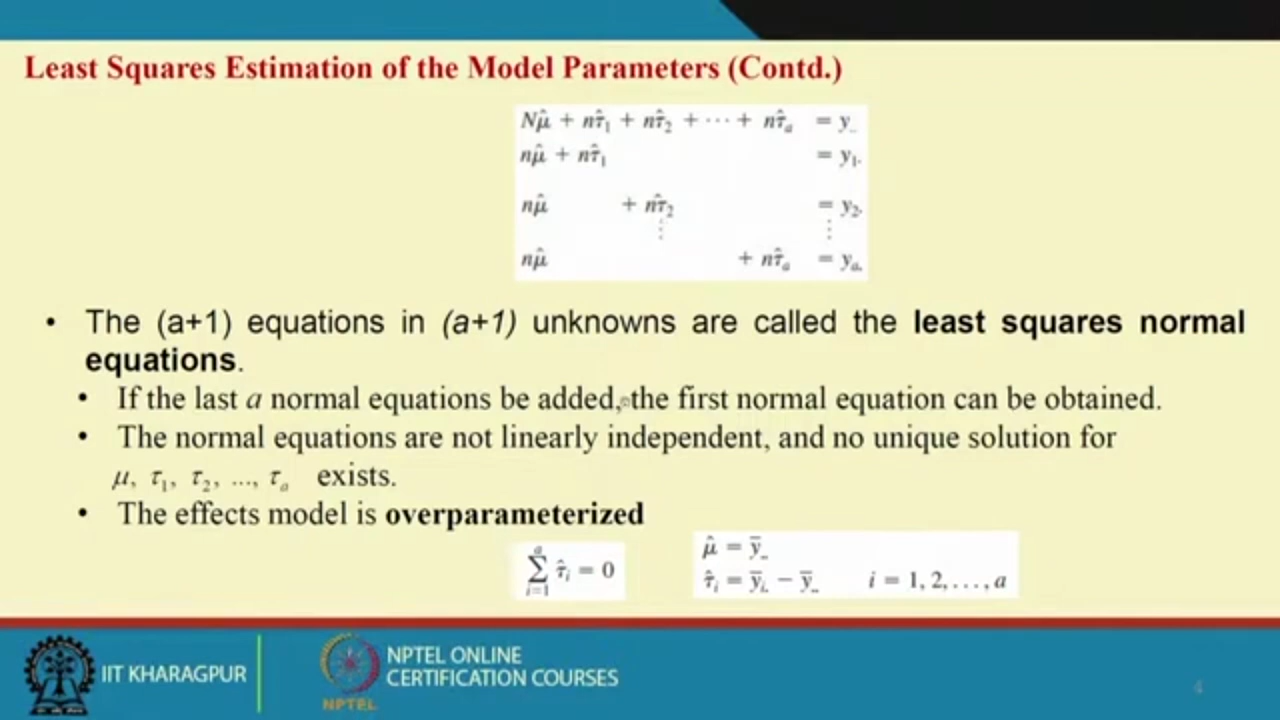 Least Squares Estimation of the Model Parameters (Contd.)
Nμ̂ + nτ̂₁ + nτ̂₂ + ··· + nτ̂ₐ = y..
nμ̂ + nτ̂₁ = y₁.
nμ̂ + nτ̂₂ = y₂.
⋮ ⋮
nμ̂ + nτ̂ₐ = yₐ.
• The (a+1) equations in (a+1) unknowns are called the least squares normal
equations.
• If the last a normal equations be added, the first normal equation can be obtained.
• The normal equations are not linearly independent, and no unique solution for
μ, τ₁, τ₂, ..., τₐ exists.
• The effects model is overparameterized
∑ᵢ₌₁ᵃ τ̂ᵢ = 0
μ̂ = ȳ..
τ̂ᵢ = ȳᵢ. − ȳ.. i = 1, 2, . . . , a
IIT KHARAGPUR
NPTEL
NPTEL ONLINE
CERTIFICATION COURSES
4